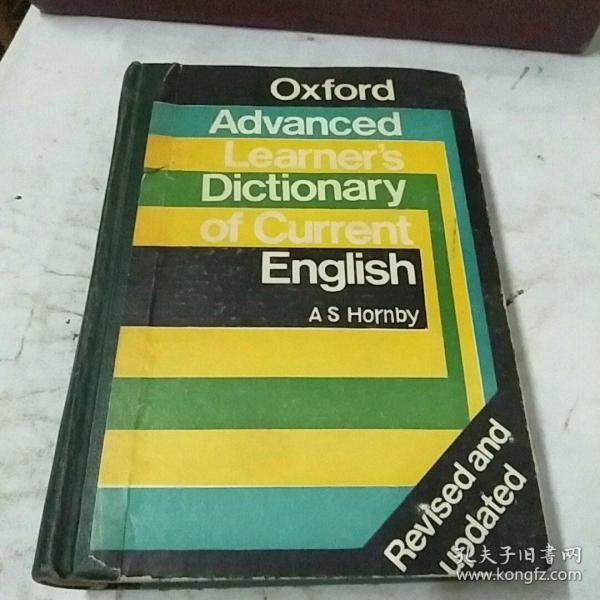 Oxford
Advanced
Learner's
Dictionary
of Current
English
A S Hornby
Revised and
updated
孔夫子旧書网
www.kongfz.com